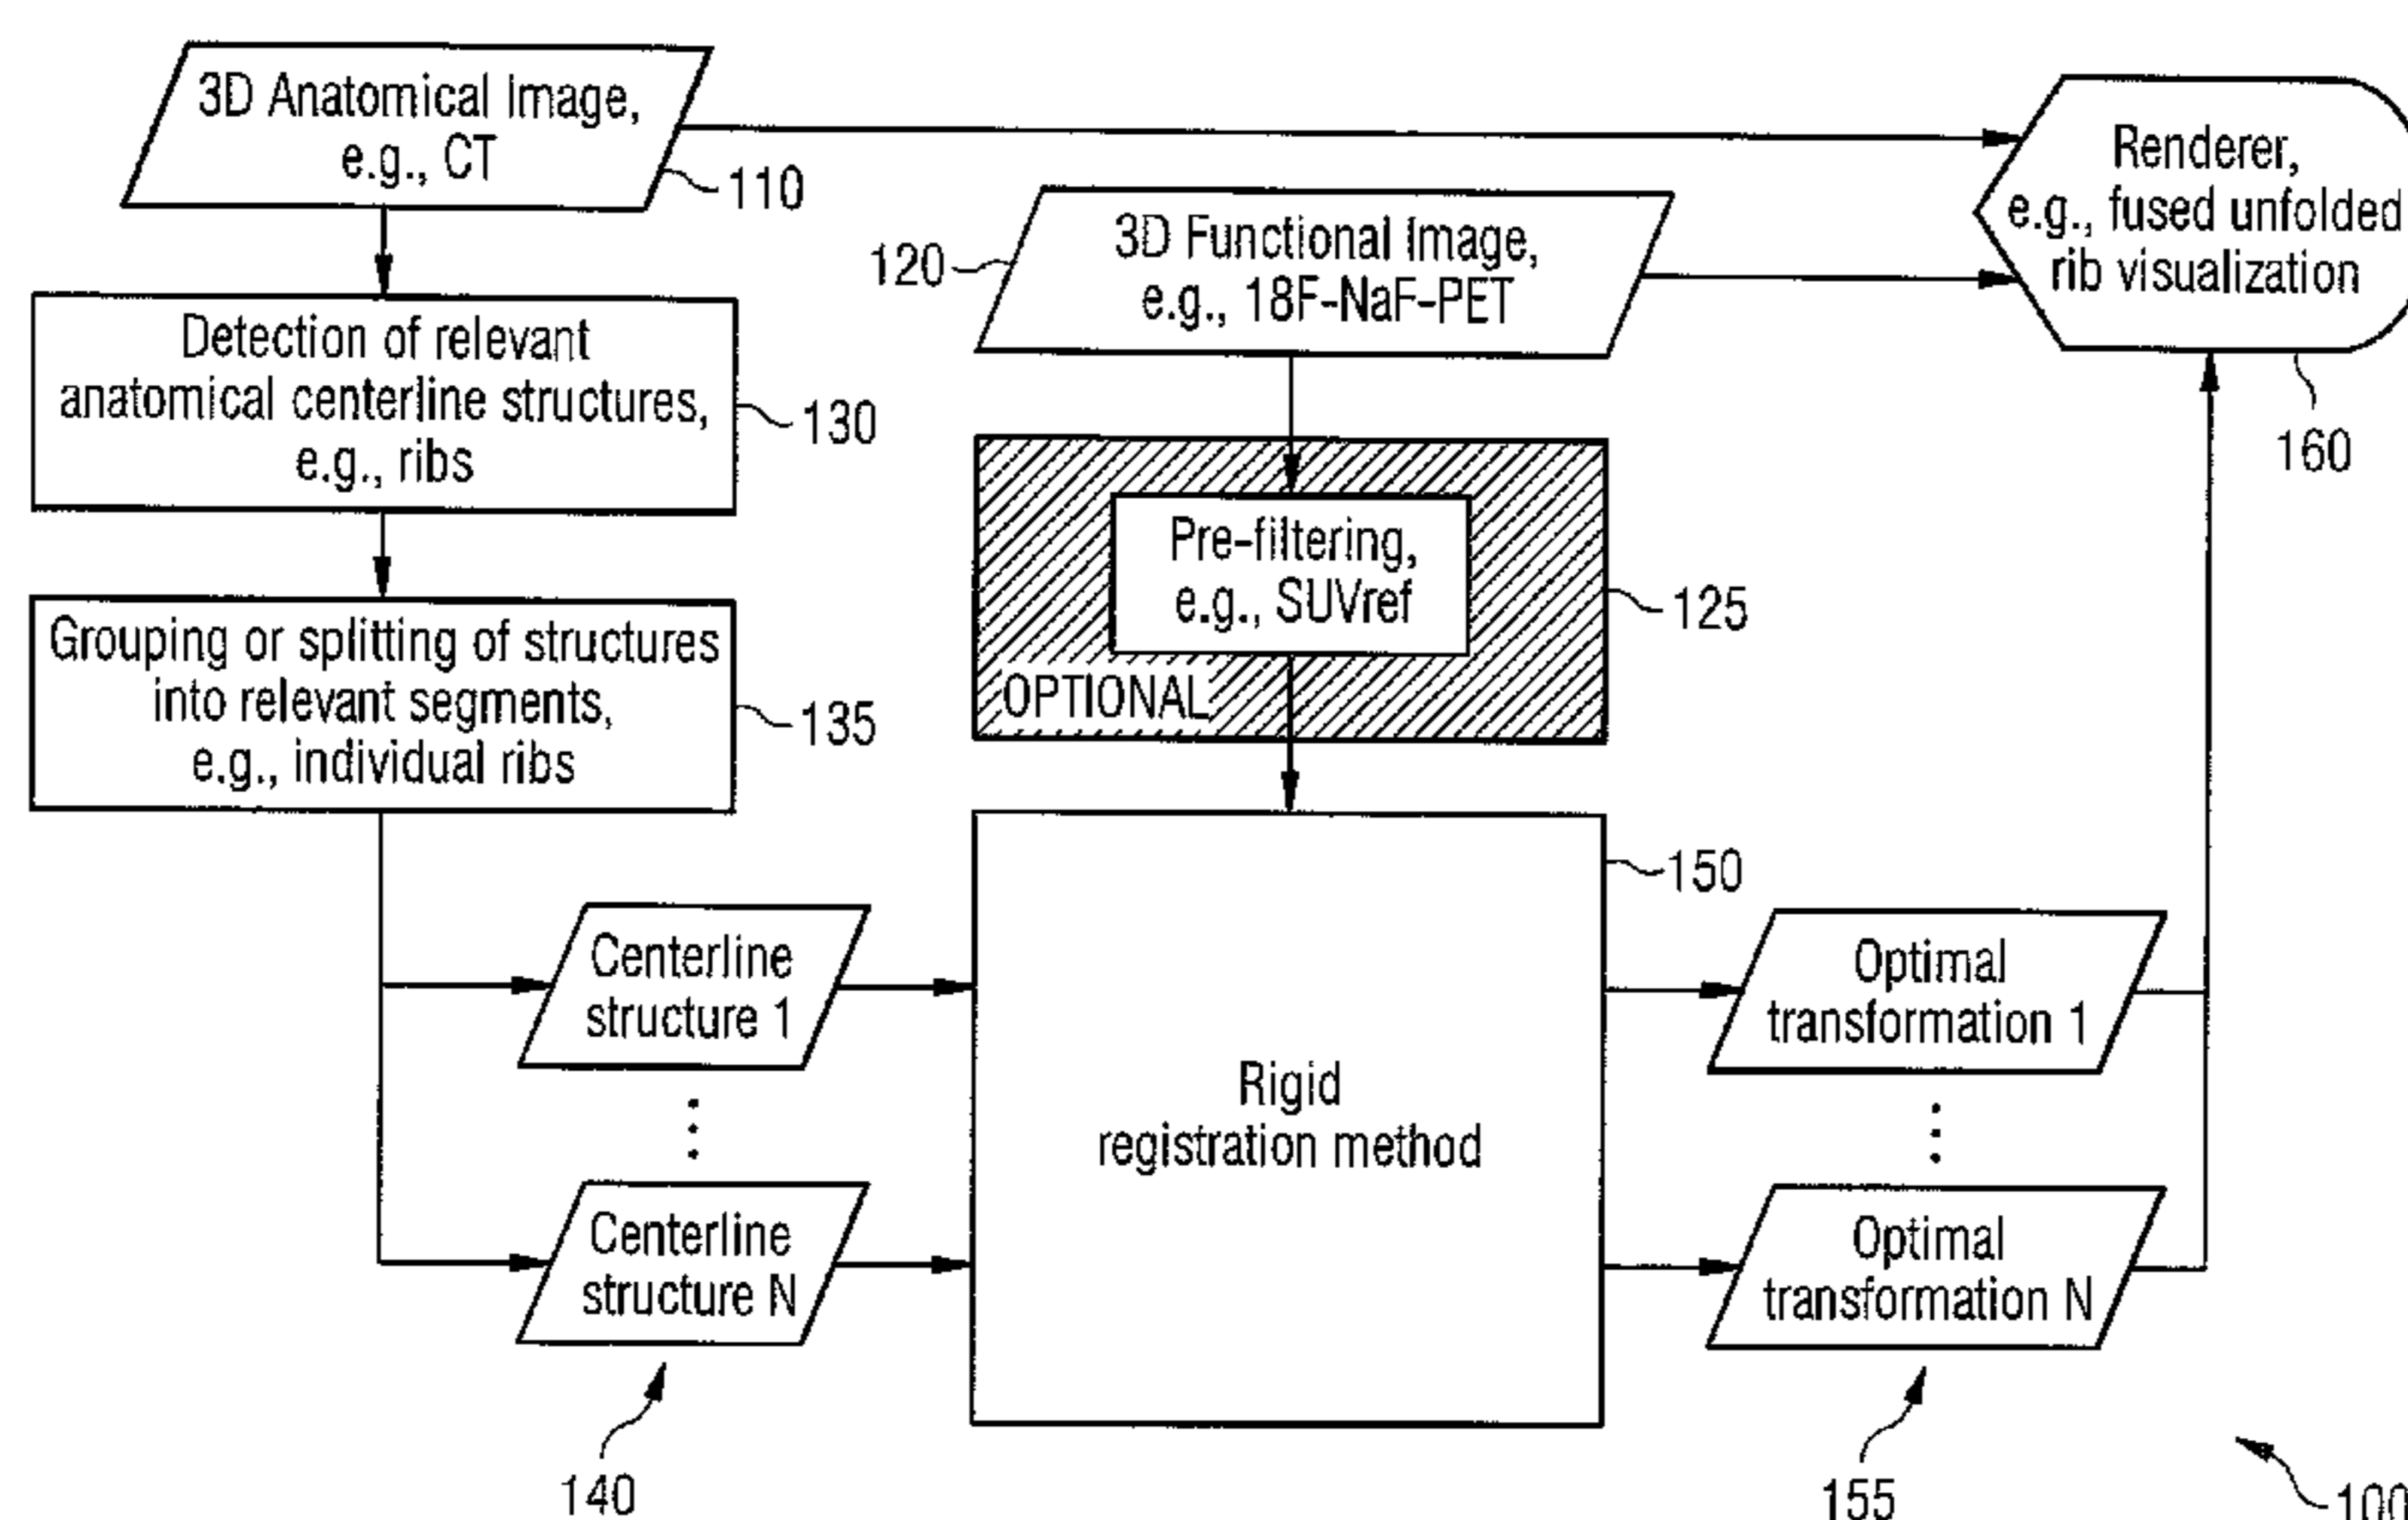 3D Anatomical Image,
e.g., CT
110
Detection of relevant
anatomical centerline structures,
e.g., ribs
130
Grouping or splitting of structures
into relevant segments,
e.g., individual ribs
135
Centerline
structure 1
Centerline
structure N
140
3D Functional Image,
e.g., 18F-NaF-PET
120
Pre-filtering,
e.g., SUVref
OPTIONAL
125
Rigid
registration method
150
Optimal
transformation 1
Optimal
transformation N
155
Renderer,
e.g., fused unfolded
rib visualization
160
100